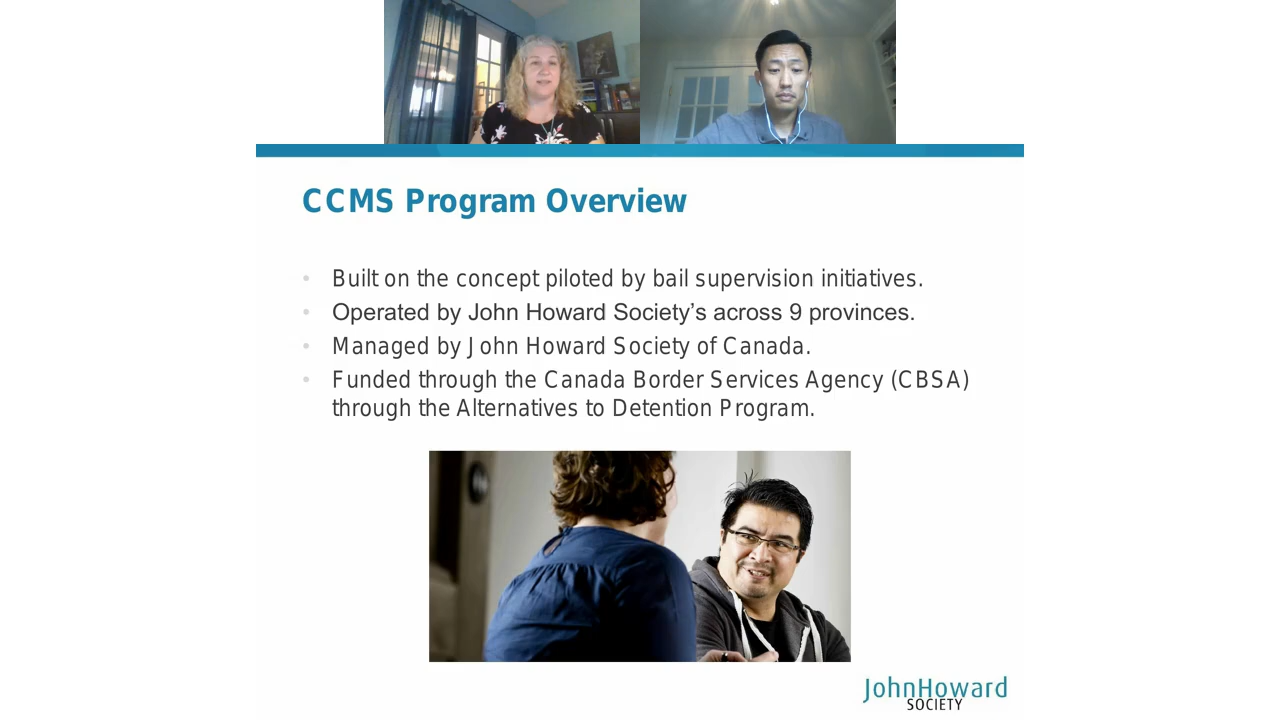 CCMS Program Overview
• Built on the concept piloted by bail supervision initiatives.
• Operated by John Howard Society’s across 9 provinces.
• Managed by John Howard Society of Canada.
• Funded through the Canada Border Services Agency (CBSA)
through the Alternatives to Detention Program.
JohnHoward
SOCIETY